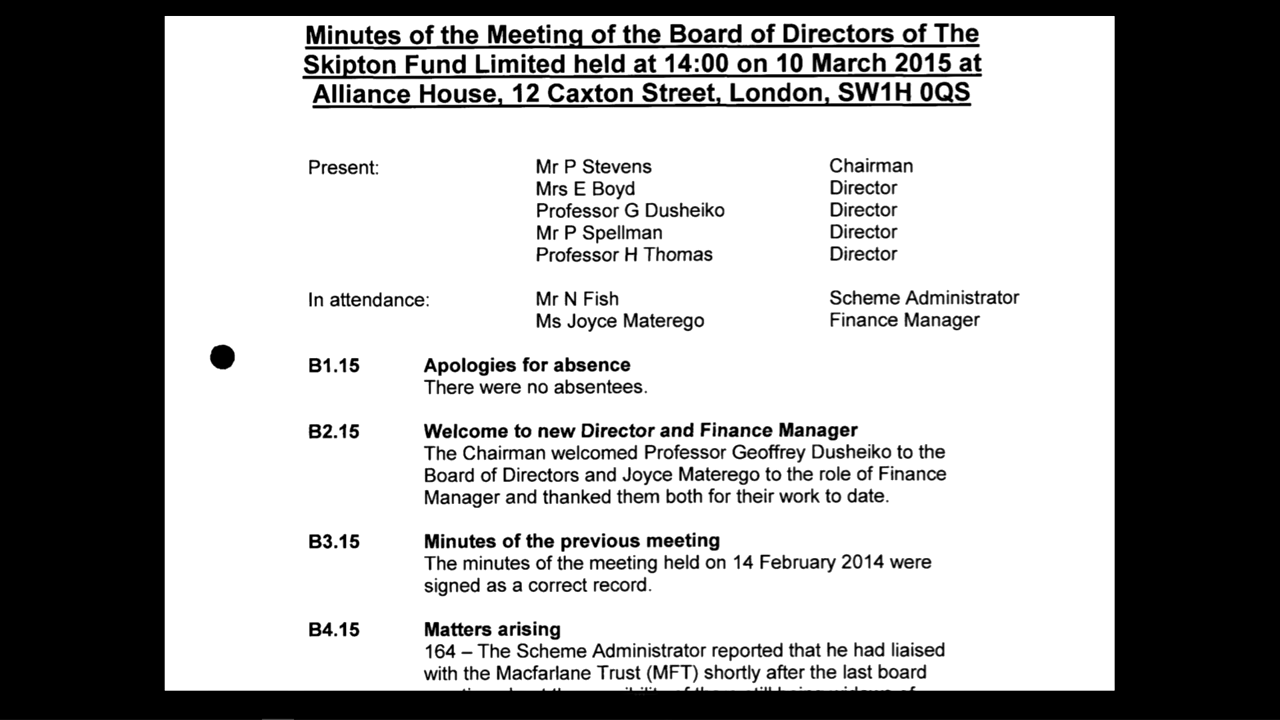 Minutes of the Meeting of the Board of Directors of The
Skipton Fund Limited held at 14:00 on 10 March 2015 at
Alliance House, 12 Caxton Street, London, SW1H 0QS
Present: Mr P Stevens Chairman
Mrs E Boyd Director
Professor G Dusheiko Director
Mr P Spellman Director
Professor H Thomas Director
In attendance: Mr N Fish Scheme Administrator
Ms Joyce Materego Finance Manager
B1.15 Apologies for absence
There were no absentees.
B2.15 Welcome to new Director and Finance Manager
The Chairman welcomed Professor Geoffrey Dusheiko to the
Board of Directors and Joyce Materego to the role of Finance
Manager and thanked them both for their work to date.
B3.15 Minutes of the previous meeting
The minutes of the meeting held on 14 February 2014 were
signed as a correct record.
B4.15 Matters arising
164 – The Scheme Administrator reported that he had liaised
with the Macfarlane Trust (MFT) shortly after the last board